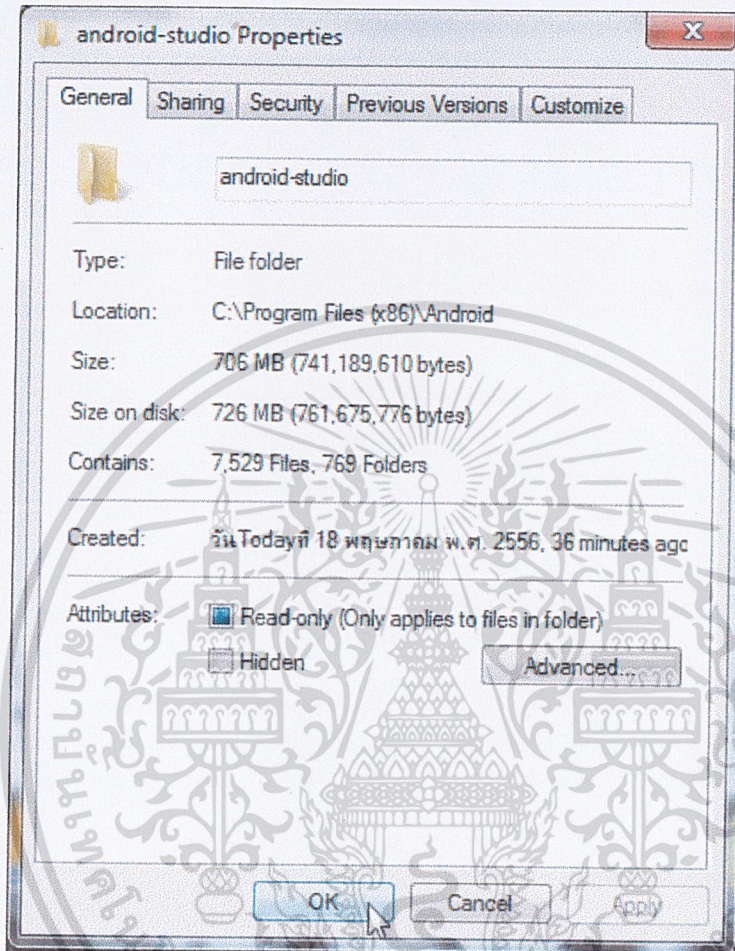 android-studio Properties
General Sharing Security Previous Versions Customize
android-studio
Type: File folder
Location: C:\Program Files (x86)\Android
Size: 706 MB (741,189,610 bytes)
Size on disk: 726 MB (761,675,776 bytes)
Contains: 7,529 Files, 769 Folders
Created: วันTodayที่ 18 พฤษภาคม พ.ศ. 2556, 36 minutes ago
Attributes: Read-only (Only applies to files in folder)
Hidden Advanced...
OK Cancel Apply